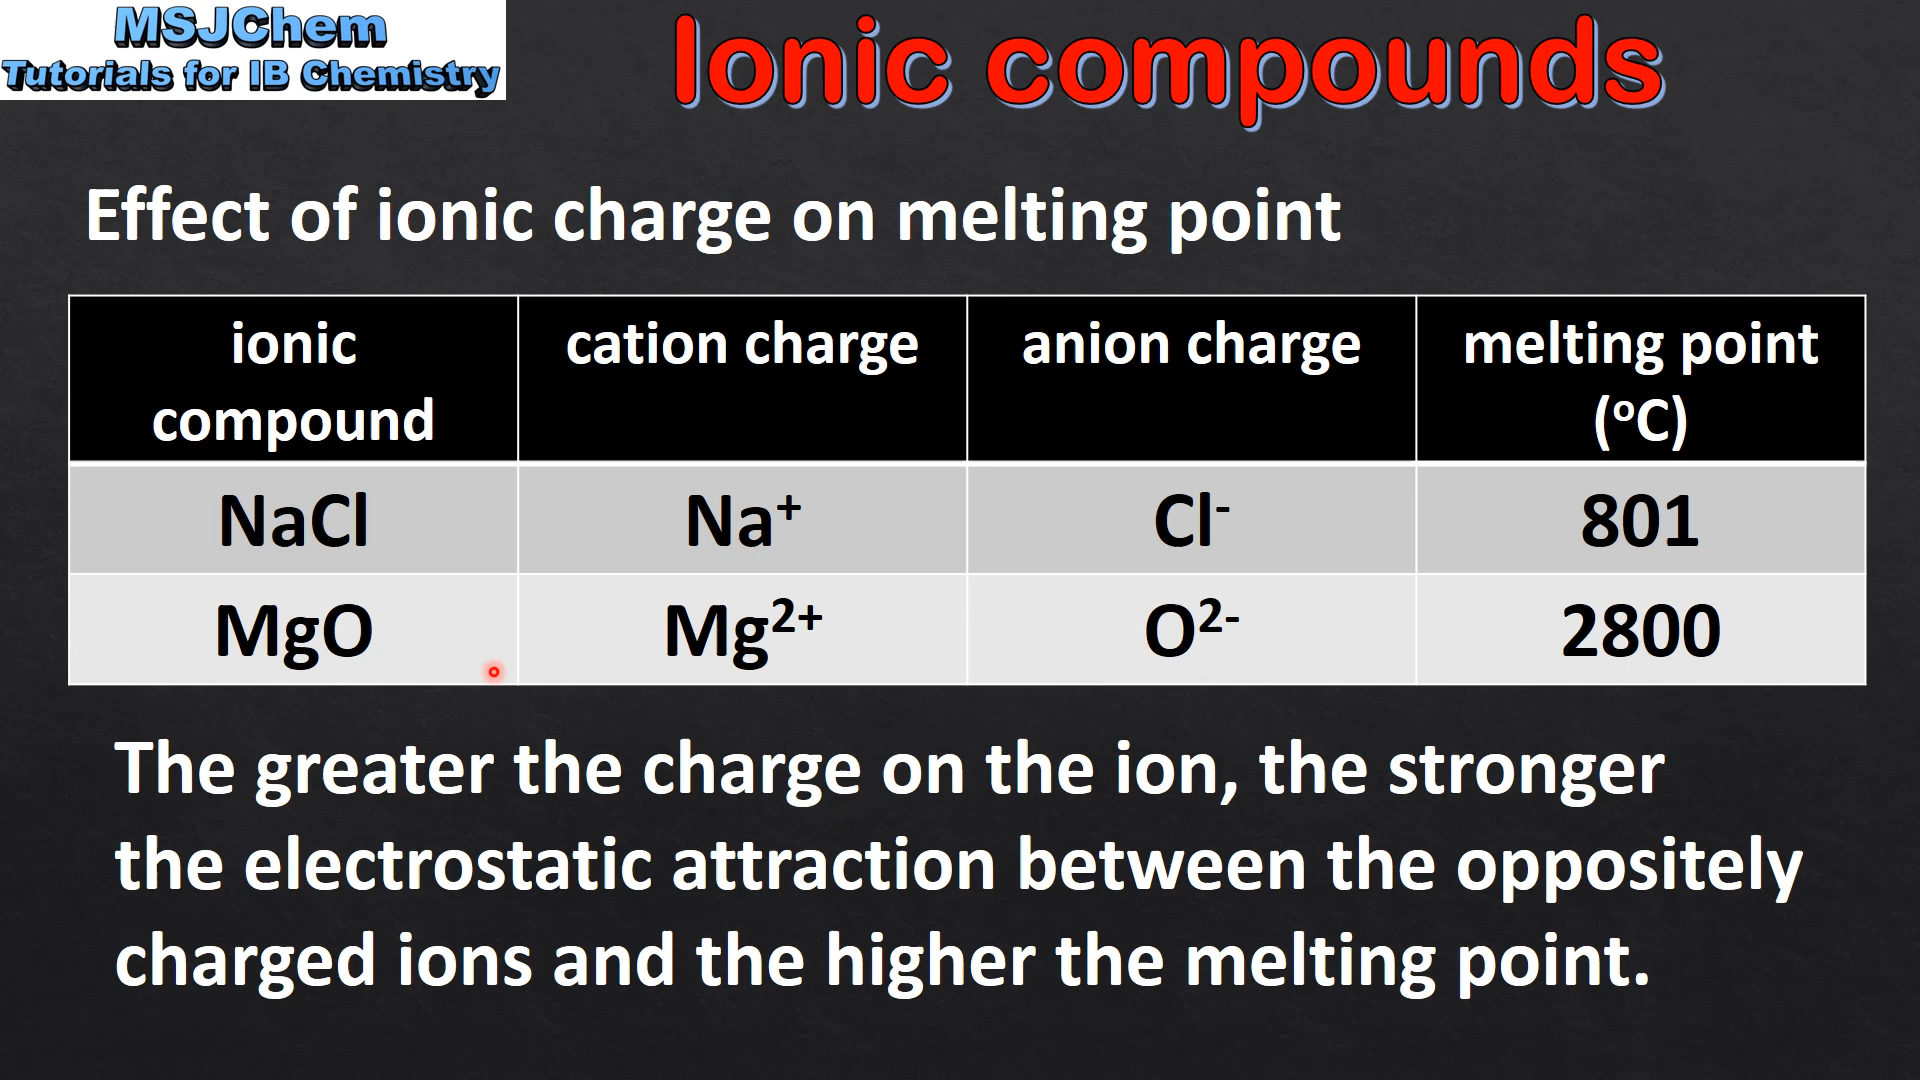 MSJChem
Tutorials for IB Chemistry
Ionic compounds
Effect of ionic charge on melting point
ionic compound | cation charge | anion charge | melting point (°C)
NaCl | Na⁺ | Cl⁻ | 801
MgO | Mg²⁺ | O²⁻ | 2800
The greater the charge on the ion, the stronger
the electrostatic attraction between the oppositely
charged ions and the higher the melting point.